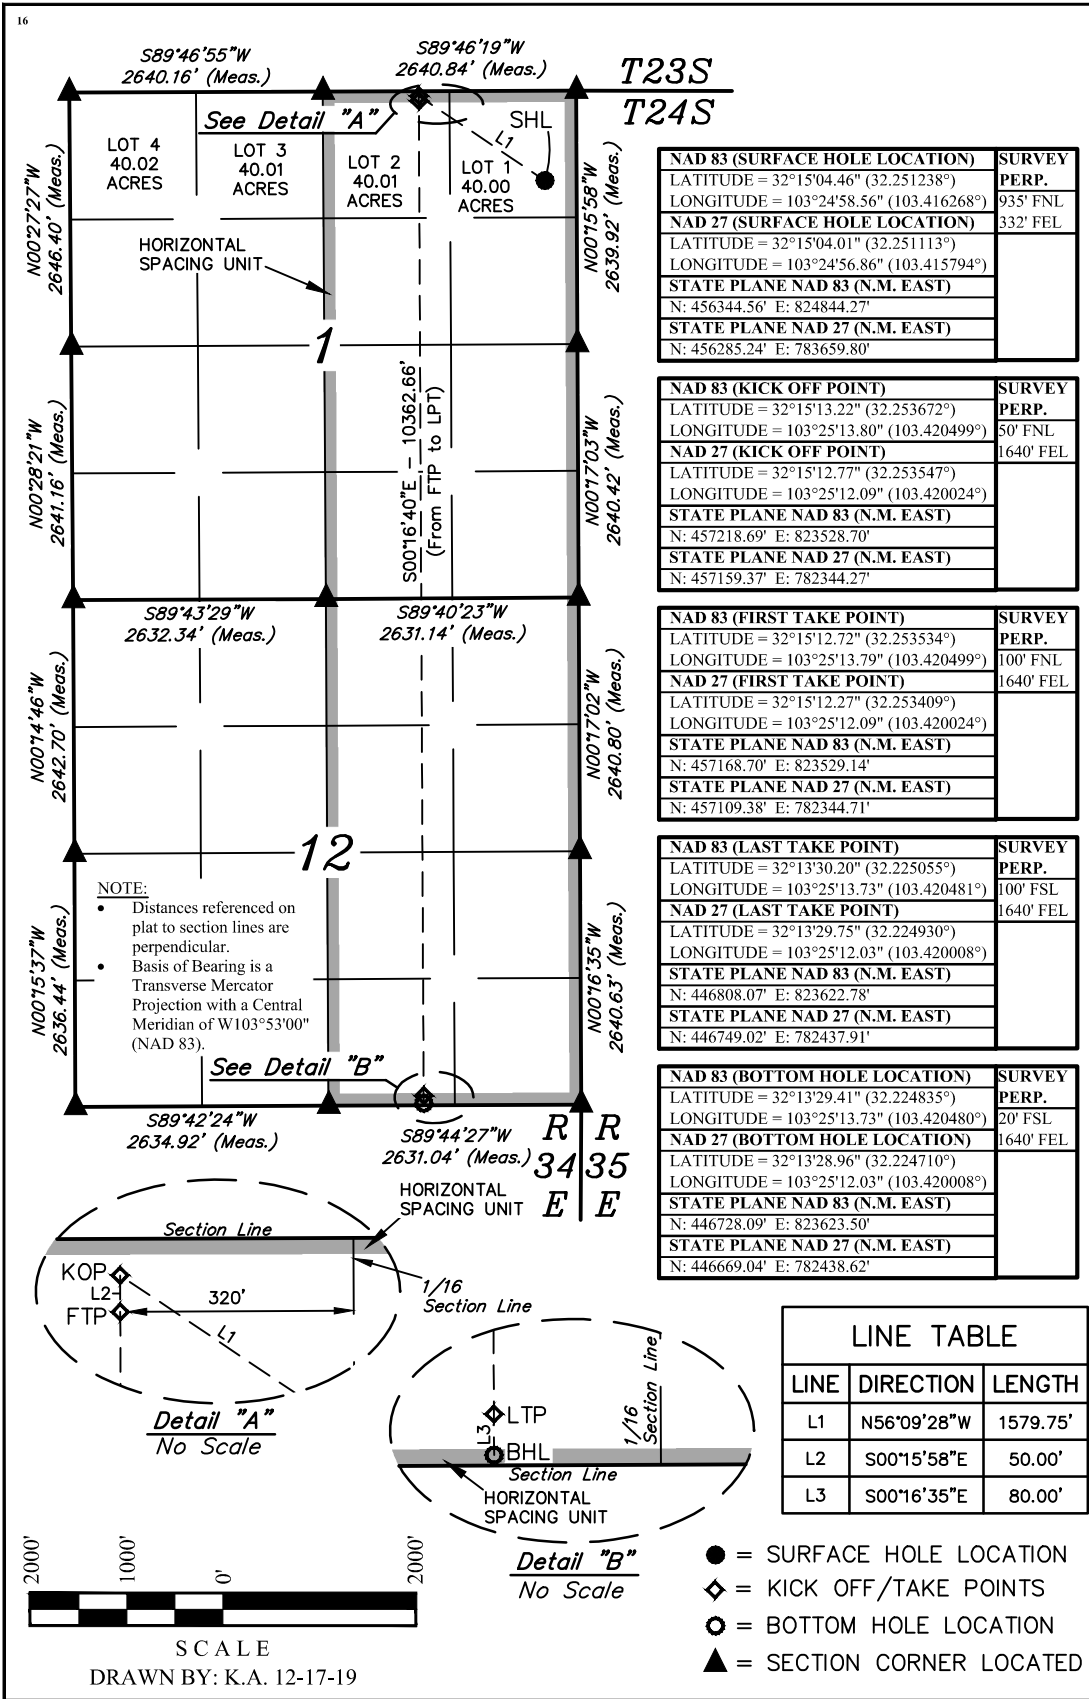 16
S89°46'55"W
2640.16' (Meas.)
S89°46'19"W
2640.84' (Meas.)
T23S
T24S
See Detail "A"
SHL
L1
LOT 4
40.02
ACRES
LOT 3
40.01
ACRES
LOT 2
40.01
ACRES
LOT 1
40.00
ACRES
N00°27'27"W
2646.40' (Meas.)
N00°15'58"W
2639.92' (Meas.)
HORIZONTAL
SPACING UNIT
1
N00°28'21"W
2641.16' (Meas.)
S00°16'40"E – 10362.66'
(From FTP to LPT)
N00°17'03"W
2640.42' (Meas.)
S89°43'29"W
2632.34' (Meas.)
S89°40'23"W
2631.14' (Meas.)
N00°14'46"W
2642.70' (Meas.)
N00°17'02"W
2640.80' (Meas.)
12
NOTE:
• Distances referenced on
plat to section lines are
perpendicular.
• Basis of Bearing is a
Transverse Mercator
Projection with a Central
Meridian of W103°53'00"
(NAD 83).
N00°15'37"W
2636.44' (Meas.)
N00°16'35"W
2640.63' (Meas.)
See Detail "B"
S89°42'24"W
2634.92' (Meas.)
S89°44'27"W
2631.04' (Meas.)
R R
34 35
E E
NAD 83 (SURFACE HOLE LOCATION) SURVEY
LATITUDE = 32°15'04.46" (32.251238°) PERP.
LONGITUDE = 103°24'58.56" (103.416268°) 935' FNL
NAD 27 (SURFACE HOLE LOCATION) 332' FEL
LATITUDE = 32°15'04.01" (32.251113°)
LONGITUDE = 103°24'56.86" (103.415794°)
STATE PLANE NAD 83 (N.M. EAST)
N: 456344.56' E: 824844.27'
STATE PLANE NAD 27 (N.M. EAST)
N: 456285.24' E: 783659.80'
NAD 83 (KICK OFF POINT) SURVEY
LATITUDE = 32°15'13.22" (32.253672°) PERP.
LONGITUDE = 103°25'13.80" (103.420499°) 50' FNL
NAD 27 (KICK OFF POINT) 1640' FEL
LATITUDE = 32°15'12.77" (32.253547°)
LONGITUDE = 103°25'12.09" (103.420024°)
STATE PLANE NAD 83 (N.M. EAST)
N: 457218.69' E: 823528.70'
STATE PLANE NAD 27 (N.M. EAST)
N: 457159.37' E: 782344.27'
NAD 83 (FIRST TAKE POINT) SURVEY
LATITUDE = 32°15'12.72" (32.253534°) PERP.
LONGITUDE = 103°25'13.79" (103.420499°) 100' FNL
NAD 27 (FIRST TAKE POINT) 1640' FEL
LATITUDE = 32°15'12.27" (32.253409°)
LONGITUDE = 103°25'12.09" (103.420024°)
STATE PLANE NAD 83 (N.M. EAST)
N: 457168.70' E: 823529.14'
STATE PLANE NAD 27 (N.M. EAST)
N: 457109.38' E: 782344.71'
NAD 83 (LAST TAKE POINT) SURVEY
LATITUDE = 32°13'30.20" (32.225055°) PERP.
LONGITUDE = 103°25'13.73" (103.420481°) 100' FSL
NAD 27 (LAST TAKE POINT) 1640' FEL
LATITUDE = 32°13'29.75" (32.224930°)
LONGITUDE = 103°25'12.03" (103.420008°)
STATE PLANE NAD 83 (N.M. EAST)
N: 446808.07' E: 823622.78'
STATE PLANE NAD 27 (N.M. EAST)
N: 446749.02' E: 782437.91'
NAD 83 (BOTTOM HOLE LOCATION) SURVEY
LATITUDE = 32°13'29.41" (32.224835°) PERP.
LONGITUDE = 103°25'13.73" (103.420480°) 20' FSL
NAD 27 (BOTTOM HOLE LOCATION) 1640' FEL
LATITUDE = 32°13'28.96" (32.224710°)
LONGITUDE = 103°25'12.03" (103.420008°)
STATE PLANE NAD 83 (N.M. EAST)
N: 446728.09' E: 823623.50'
STATE PLANE NAD 27 (N.M. EAST)
N: 446669.04' E: 782438.62'
Section Line
HORIZONTAL
SPACING UNIT
KOP
L2
FTP
320'
L1
1/16
Section Line
Detail "A"
No Scale
LTP
L3
BHL
1/16
Section Line
Section Line
HORIZONTAL
SPACING UNIT
Detail "B"
No Scale
LINE TABLE
LINE DIRECTION LENGTH
L1 N56°09'28"W 1579.75'
L2 S00°15'58"E 50.00'
L3 S00°16'35"E 80.00'
2000' 1000' 0' 2000'
SCALE
DRAWN BY: K.A. 12-17-19
= SURFACE HOLE LOCATION
= KICK OFF/TAKE POINTS
= BOTTOM HOLE LOCATION
= SECTION CORNER LOCATED